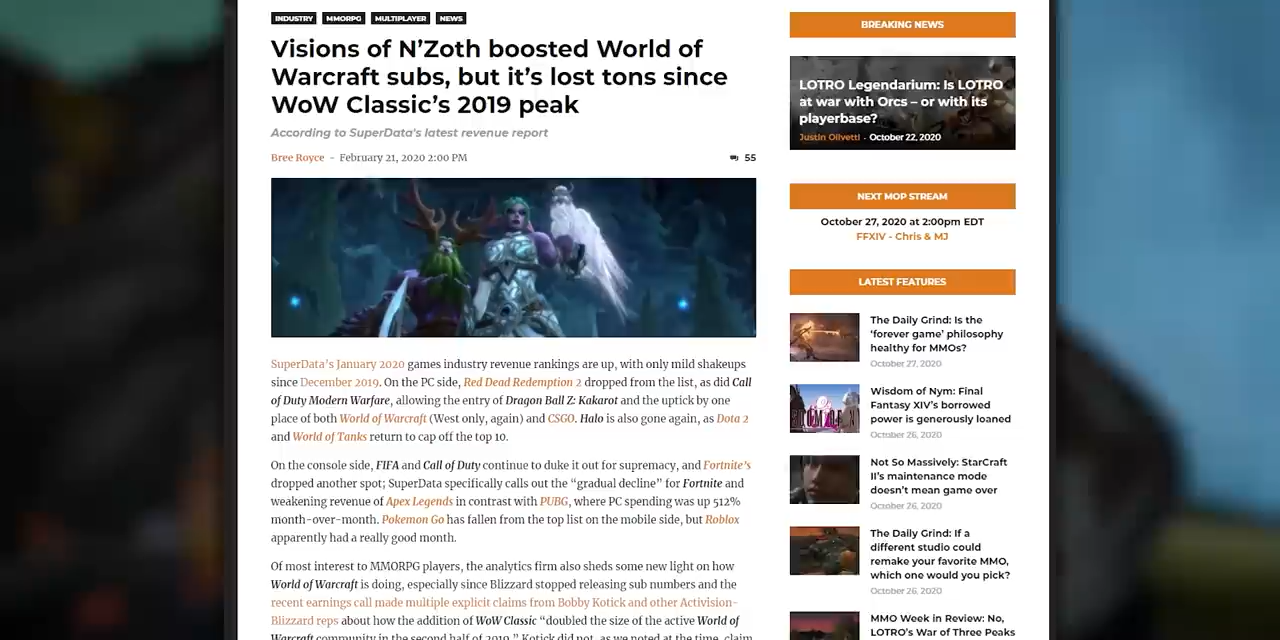 INDUSTRY MMORPG MULTIPLAYER NEWS
Visions of N’Zoth boosted World of
Warcraft subs, but it’s lost tons since
WoW Classic’s 2019 peak
According to SuperData's latest revenue report
Bree Royce - February 21, 2020 2:00 PM 55
SuperData’s January 2020 games industry revenue rankings are up, with only mild shakeups
since December 2019. On the PC side, Red Dead Redemption 2 dropped from the list, as did Call
of Duty Modern Warfare, allowing the entry of Dragon Ball Z: Kakarot and the uptick by one
place of both World of Warcraft (West only, again) and CSGO. Halo is also gone again, as Dota 2
and World of Tanks return to cap off the top 10.
On the console side, FIFA and Call of Duty continue to duke it out for supremacy, and Fortnite’s
dropped another spot; SuperData specifically calls out the “gradual decline” for Fortnite and
weakening revenue of Apex Legends in contrast with PUBG, where PC spending was up 512%
month-over-month. Pokemon Go has fallen from the top list on the mobile side, but Roblox
apparently had a really good month.
Of most interest to MMORPG players, the analytics firm also sheds some new light on how
World of Warcraft is doing, especially since Blizzard stopped releasing sub numbers and the
recent earnings call made multiple explicit claims from Bobby Kotick and other Activision-
Blizzard reps about how the addition of WoW Classic “doubled the size of the active World of
Warcraft community in the second half of 2019.” Kotick did not, as we noted at the time, claim
BREAKING NEWS
LOTRO Legendarium: Is LOTRO
at war with Orcs – or with its
playerbase?
Justin Olivetti - October 22, 2020
NEXT MOP STREAM
October 27, 2020 at 2:00pm EDT
FFXIV - Chris & MJ
LATEST FEATURES
The Daily Grind: Is the
‘forever game’ philosophy
healthy for MMOs?
October 27, 2020
Wisdom of Nym: Final
Fantasy XIV’s borrowed
power is generously loaned
October 26, 2020
Not So Massively: StarCraft
II’s maintenance mode
doesn’t mean game over
October 26, 2020
The Daily Grind: If a
different studio could
remake your favorite MMO,
which one would you pick?
October 26, 2020
MMO Week in Review: No,
LOTRO’s War of Three Peaks